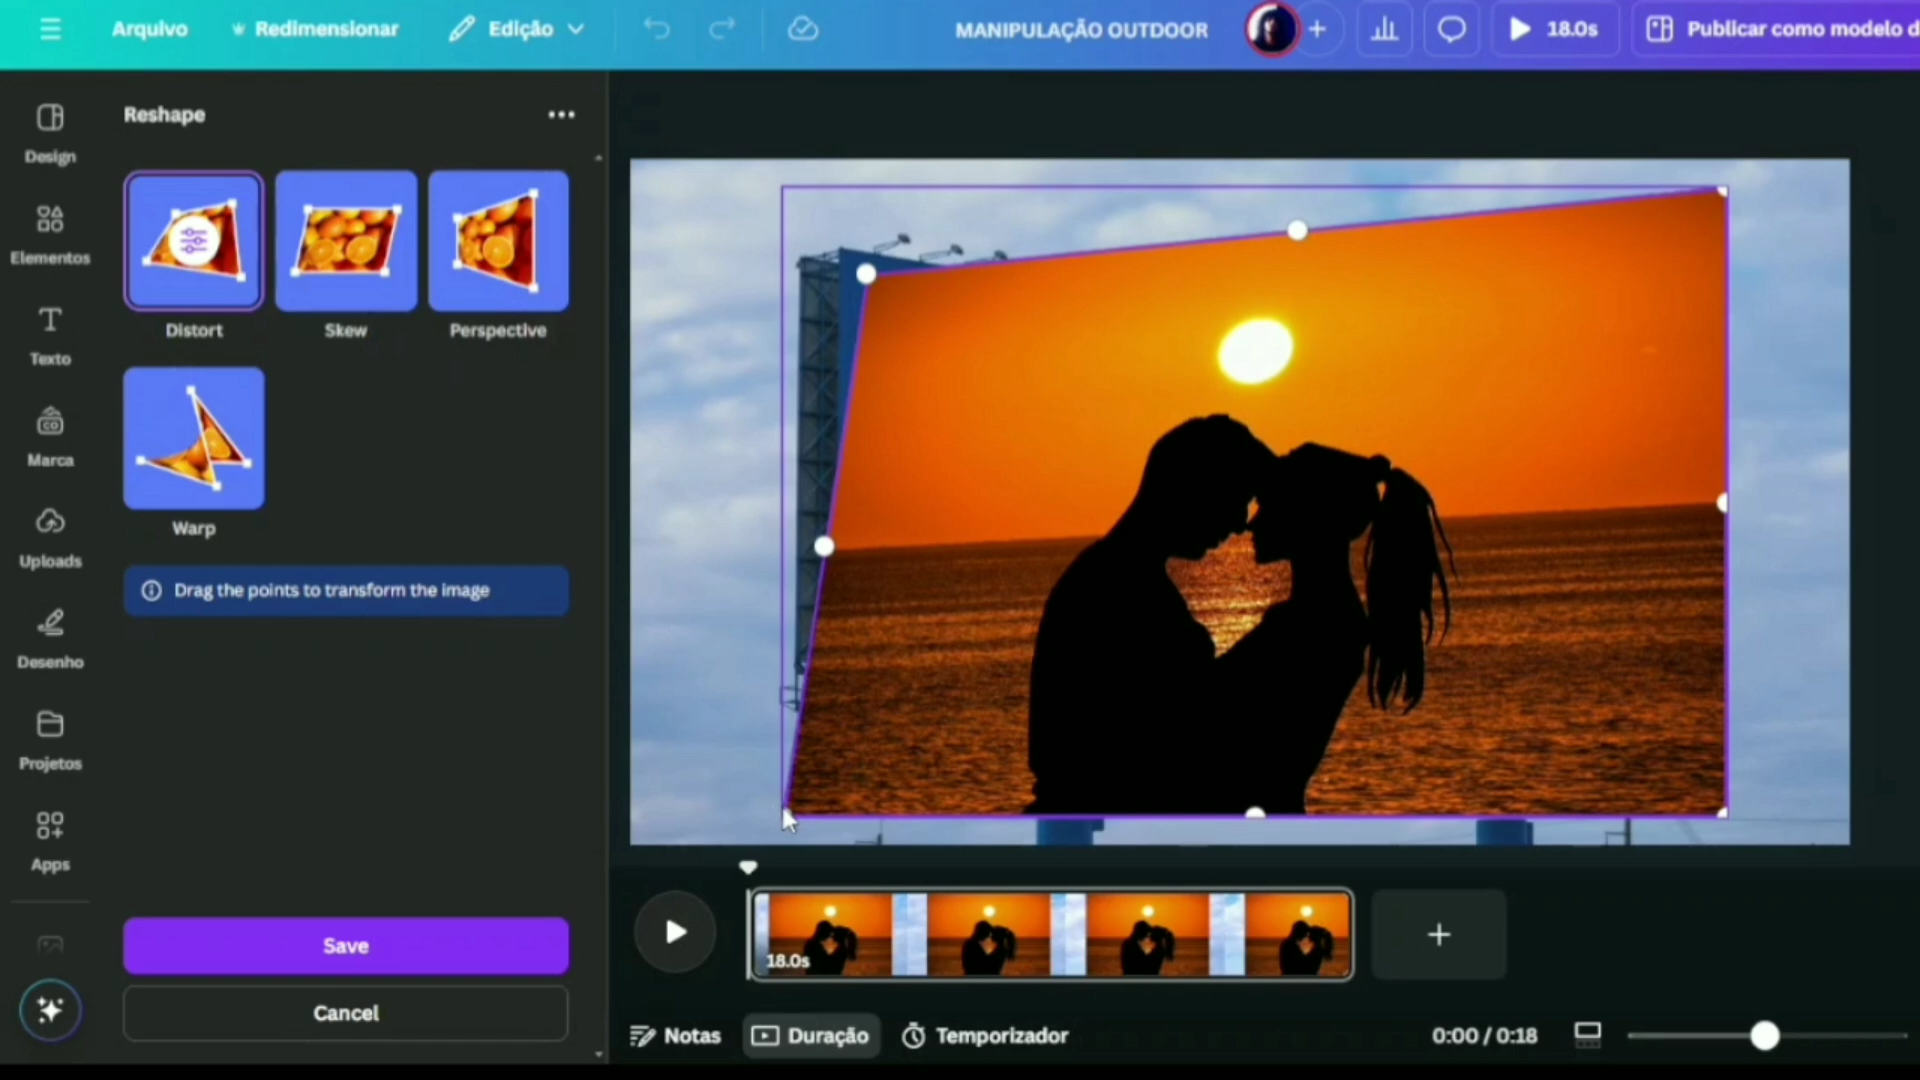 Arquivo
Redimensionar
Edição
MANIPULAÇÃO OUTDOOR
18.0s
Publicar como modelo d
Reshape
Design
Elementos
Texto
Marca
Uploads
Desenho
Projetos
Apps
Distort
Skew
Perspective
Warp
Drag the points to transform the image
Save
Cancel
18.0s
Notas
Duração
Temporizador
0:00 / 0:18